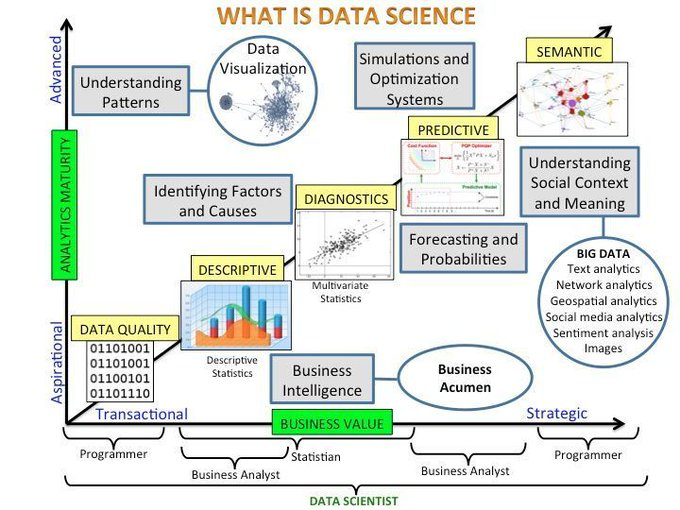 WHAT IS DATA SCIENCE
Advanced
ANALYTICS MATURITY
Aspirational
Understanding
Patterns
Data
Visualization
Simulations and
Optimization
Systems
SEMANTIC
PREDICTIVE
Cost Function
PQP Optimizer
Predictive Model
Position
Understanding
Social Context
and Meaning
Identifying Factors
and Causes
DIAGNOSTICS
Multivariate
Statistics
Forecasting and
Probabilities
BIG DATA
Text analytics
Network analytics
Geospatial analytics
Social media analytics
Sentiment analysis
Images
DESCRIPTIVE
Descriptive
Statistics
DATA QUALITY
01101001
01101001
01100101
01101110
Business
Intelligence
Business
Acumen
Transactional
BUSINESS VALUE
Strategic
Programmer
Business Analyst
Statistian
Business Analyst
Programmer
DATA SCIENTIST